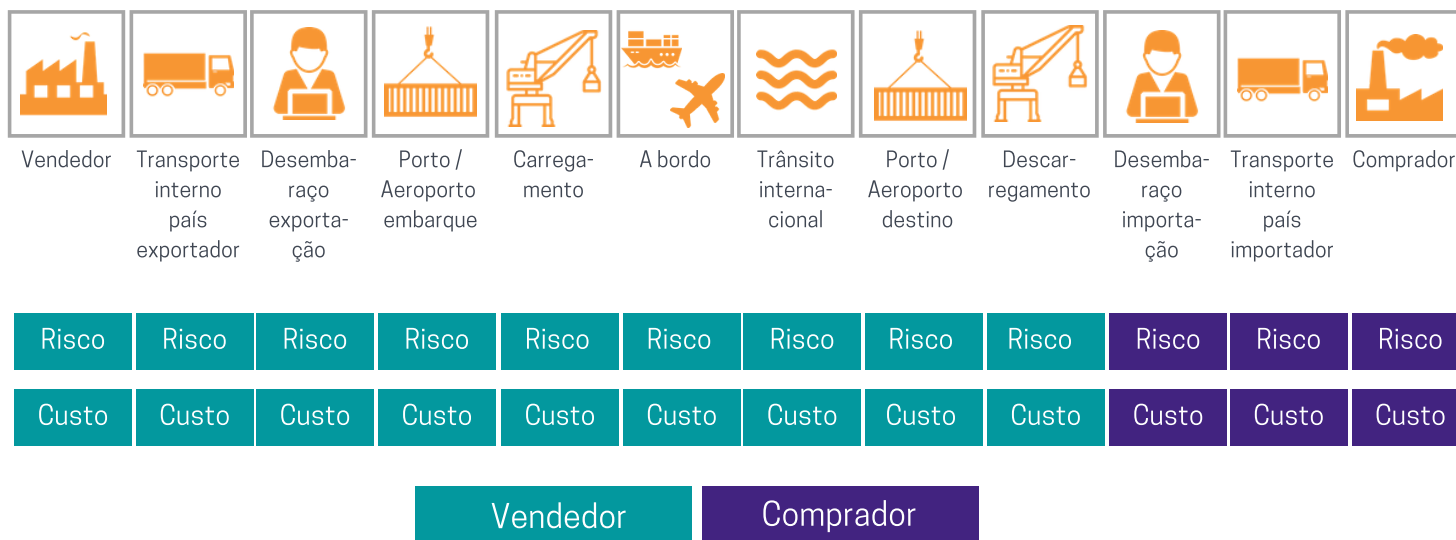 Vendedor
Transporte
interno
país
exportador
Desemba-
raço
exporta-
ção
Porto /
Aeroporto
embarque
Carrega-
mento
A bordo
Trânsito
interna-
cional
Porto /
Aeroporto
destino
Descar-
regamento
Desemba-
raço
importa-
ção
Transporte
interno
país
importador
Comprador
Risco Risco Risco Risco Risco Risco Risco Risco Risco Risco Risco Risco
Custo Custo Custo Custo Custo Custo Custo Custo Custo Custo Custo Custo
Vendedor Comprador